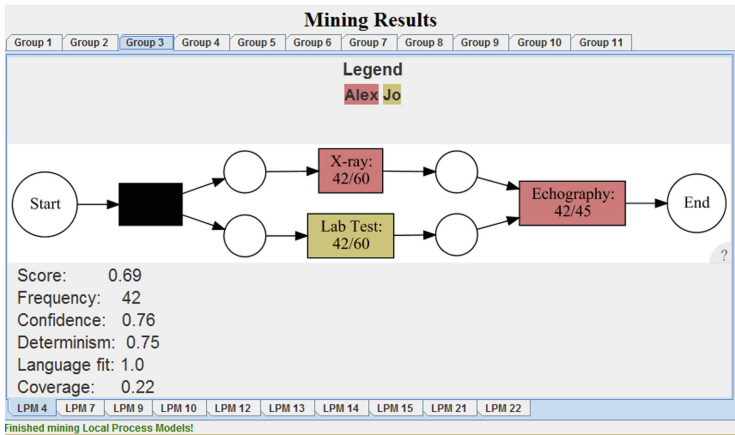 Mining Results
Group 1 Group 2 Group 3 Group 4 Group 5 Group 6 Group 7 Group 8 Group 9 Group 10 Group 11
Legend
Alex Jo
Start
X-ray:
42/60
Lab Test:
42/60
Echography:
42/45
End
?
Score: 0.69
Frequency: 42
Confidence: 0.76
Determinism: 0.75
Language fit: 1.0
Coverage: 0.22
LPM 4 LPM 7 LPM 9 LPM 10 LPM 12 LPM 13 LPM 14 LPM 15 LPM 21 LPM 22
Finished mining Local Process Models!